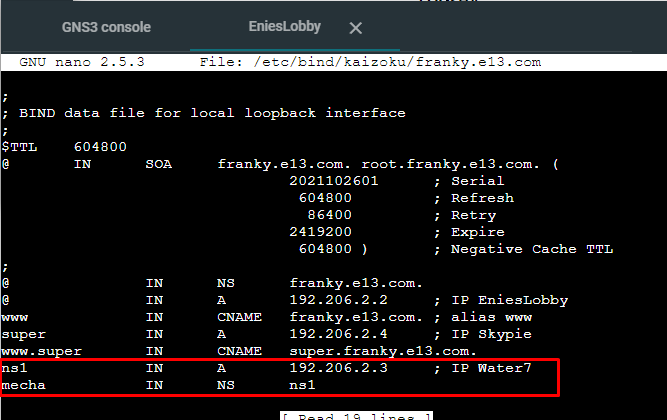 GNS3 console EniesLobby
GNU nano 2.5.3 File: /etc/bind/kaizoku/franky.e13.com
;
; BIND data file for local loopback interface
;
$TTL 604800
@ IN SOA franky.e13.com. root.franky.e13.com. (
2021102601 ; Serial
604800 ; Refresh
86400 ; Retry
2419200 ; Expire
604800 ) ; Negative Cache TTL
;
@ IN NS franky.e13.com.
@ IN A 192.206.2.2 ; IP EniesLobby
www IN CNAME franky.e13.com. ; alias www
super IN A 192.206.2.4 ; IP Skypie
www.super IN CNAME super.franky.e13.com.
ns1 IN A 192.206.2.3 ; IP Water7
mecha IN NS ns1
[ Read 19 lines ]